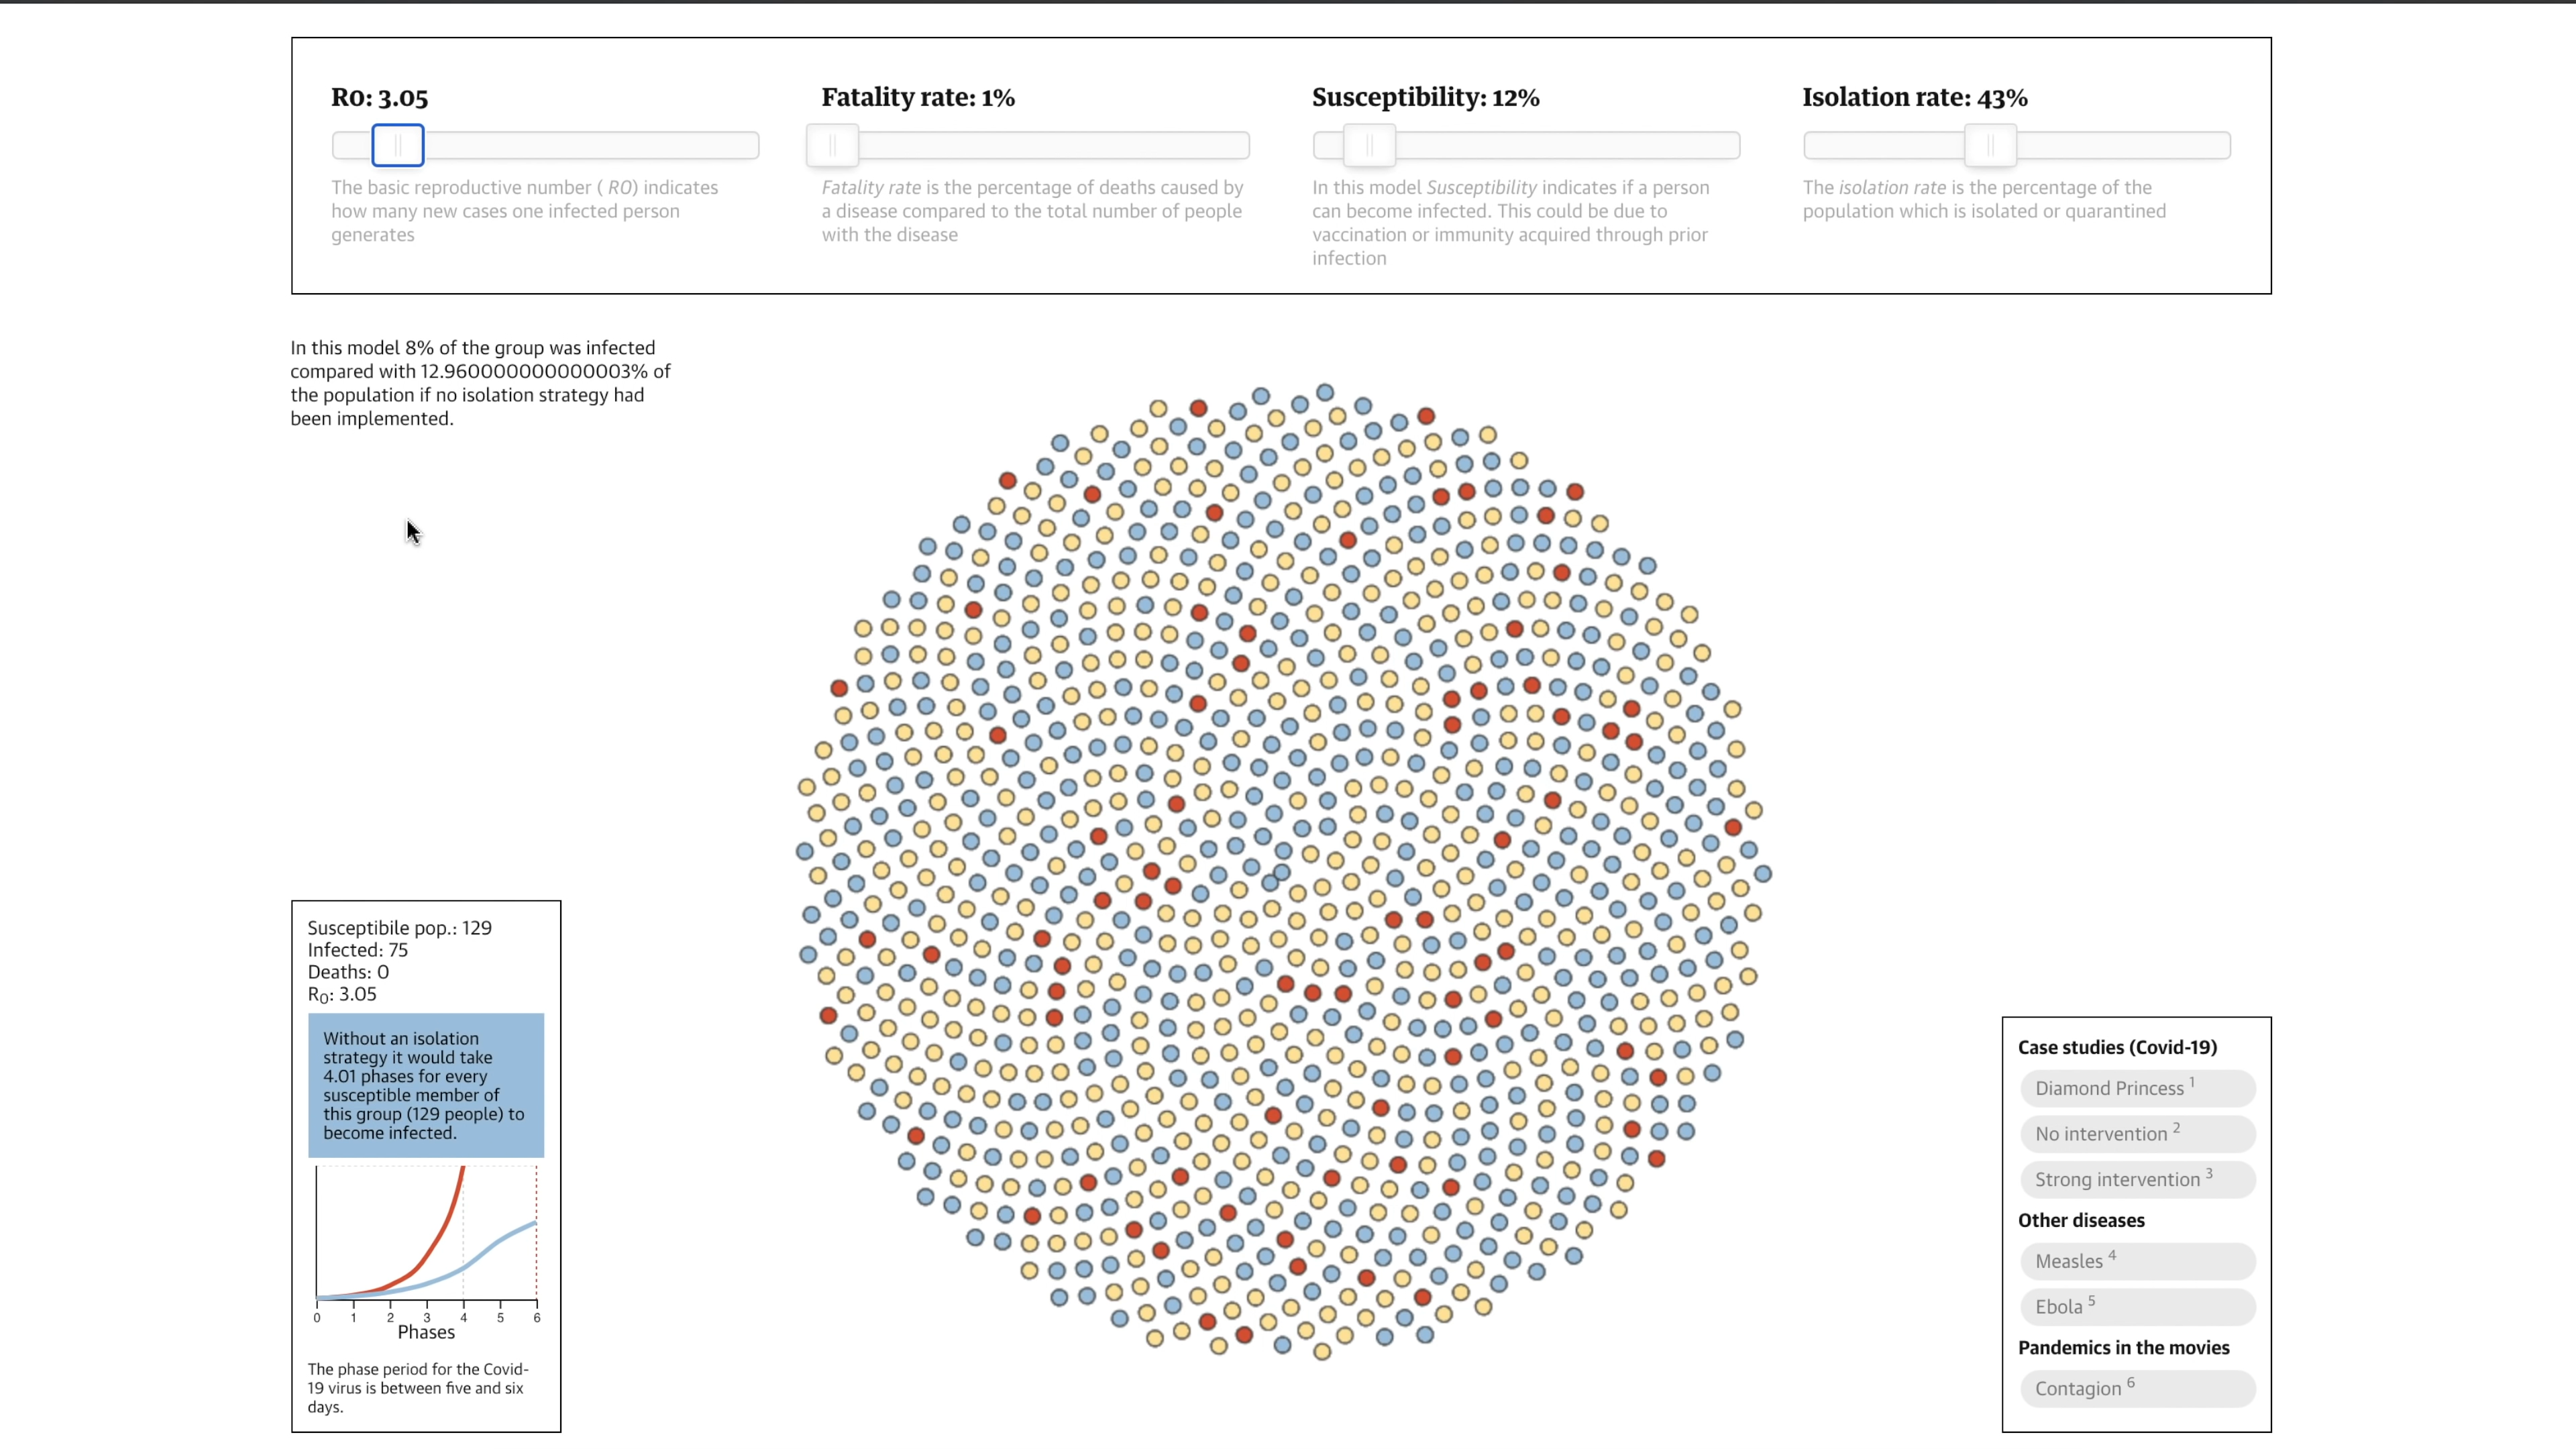 R0: 3.05
The basic reproductive number ( R0) indicates
how many new cases one infected person
generates
Fatality rate: 1%
Fatality rate is the percentage of deaths caused by
a disease compared to the total number of people
with the disease
Susceptibility: 12%
In this model Susceptibility indicates if a person
can become infected. This could be due to
vaccination or immunity acquired through prior
infection
Isolation rate: 43%
The isolation rate is the percentage of the
population which is isolated or quarantined
In this model 8% of the group was infected
compared with 12.960000000000003% of
the population if no isolation strategy had
been implemented.
Susceptibile pop.: 129
Infected: 75
Deaths: 0
R0: 3.05
Without an isolation
strategy it would take
4.01 phases for every
susceptible member of
this group (129 people) to
become infected.
0 1 2 3 4 5 6
Phases
The phase period for the Covid-
19 virus is between five and six
days.
Case studies (Covid-19)
Diamond Princess 1
No intervention 2
Strong intervention 3
Other diseases
Measles 4
Ebola 5
Pandemics in the movies
Contagion 6